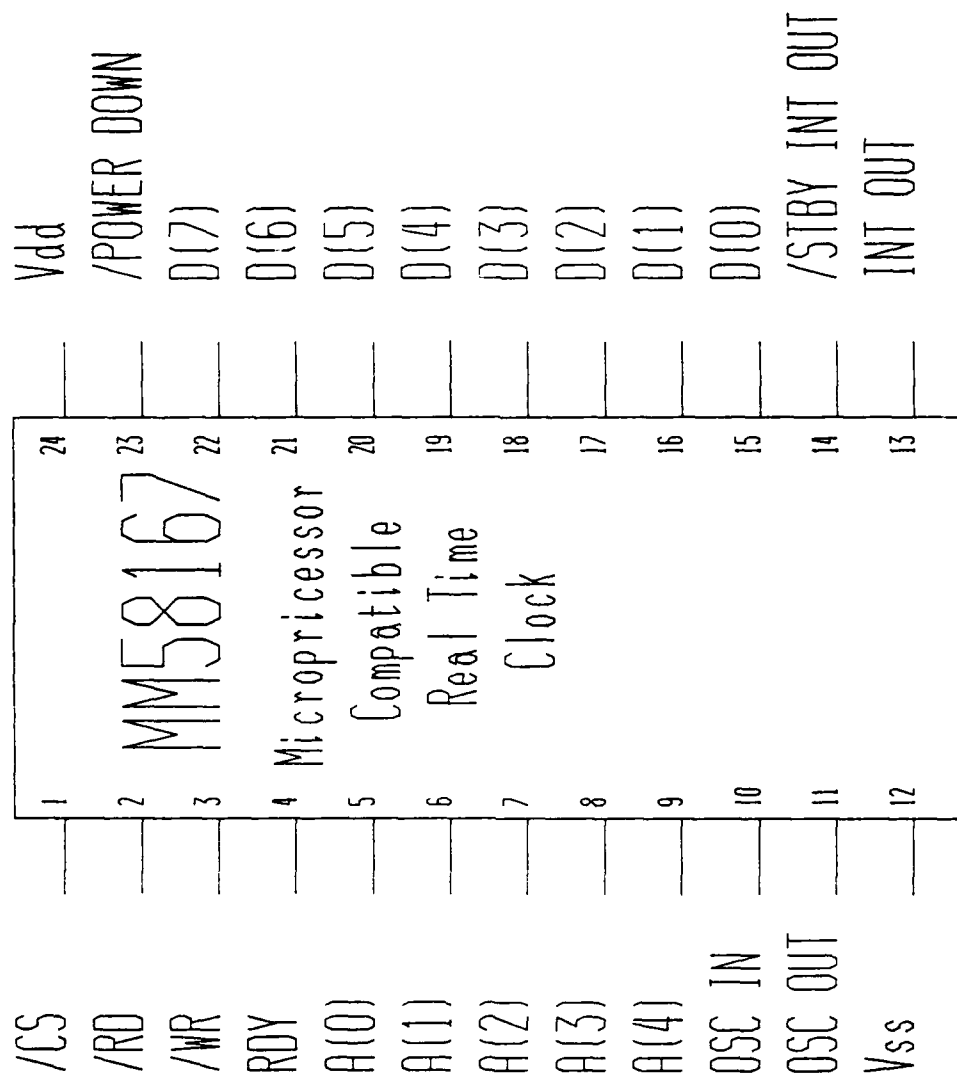 /CS 1 24 Vdd
/RD 2 23 /POWER DOWN
/WR 3 22 D(7)
RDY 4 21 D(6)
A(0) 5 20 D(5)
A(1) 6 19 D(4)
A(2) 7 18 D(3)
A(3) 8 17 D(2)
A(4) 9 16 D(1)
OSC IN 10 15 D(0)
OSC OUT 11 14 /STBY INT OUT
Vss 12 13 INT OUT
MM58167
Micropricessor
Compatible
Real Time
Clock